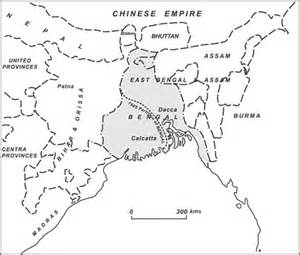 CHINESE EMPIRE
NEPAL
BHUTTAN
ASSAM
UNITED
PROVINCES
EAST BENGAL
ASSAM
Patna
Dacca
BENGAL
BURMA
BIHAR & ORISSA
Calcutta
CENTRA
PROVINCES
MADRAS
0 300 kms